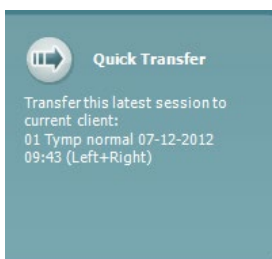 Quick Transfer
Transfer this latest session to
current client:
01 Tymp normal 07-12-2012
09:43 (Left+Right)